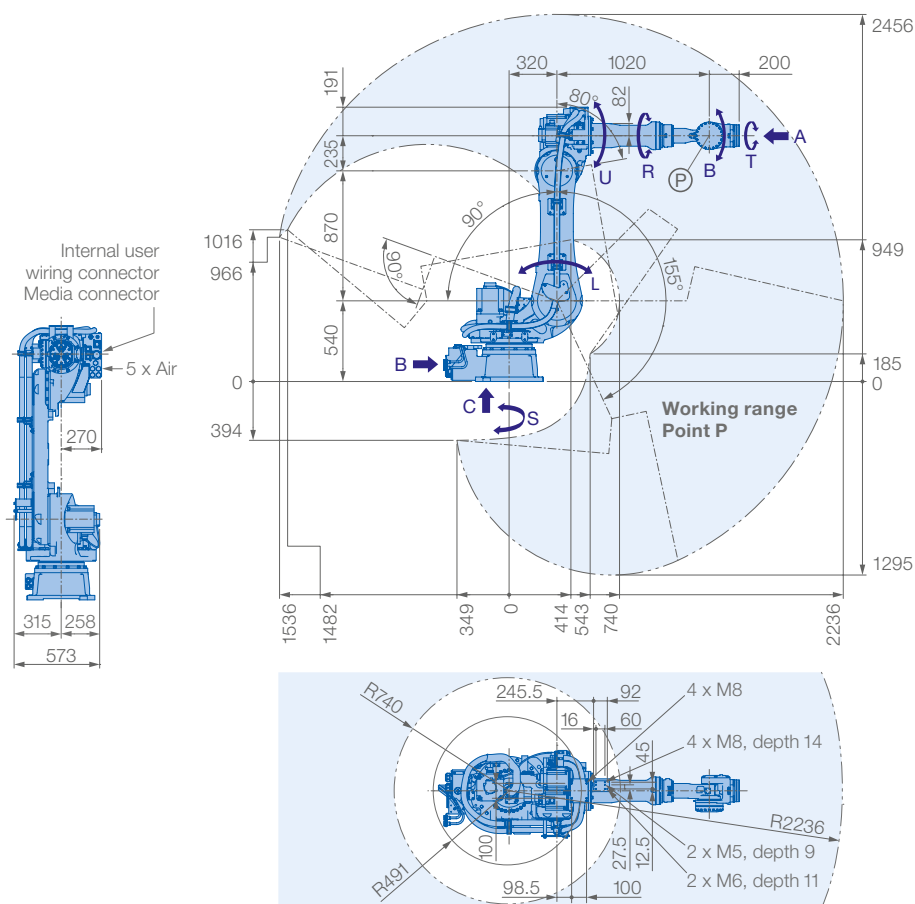 2456
320
1020
200
191
80°
82
A
235
U
R
B
T
P
90°
870
1016
949
Internal user
wiring connector
Media connector
966
90°
155°
L
5 x Air
540
B
185
0
0
C
S
Working range
Point P
394
270
1295
315
258
573
1536
1482
349
0
414
543
740
2236
R740
245.5
92
4 x M8
16
60
4 x M8, depth 14
45
R2236
100
27.5
12.5
2 x M5, depth 9
R491
2 x M6, depth 11
98.5
100